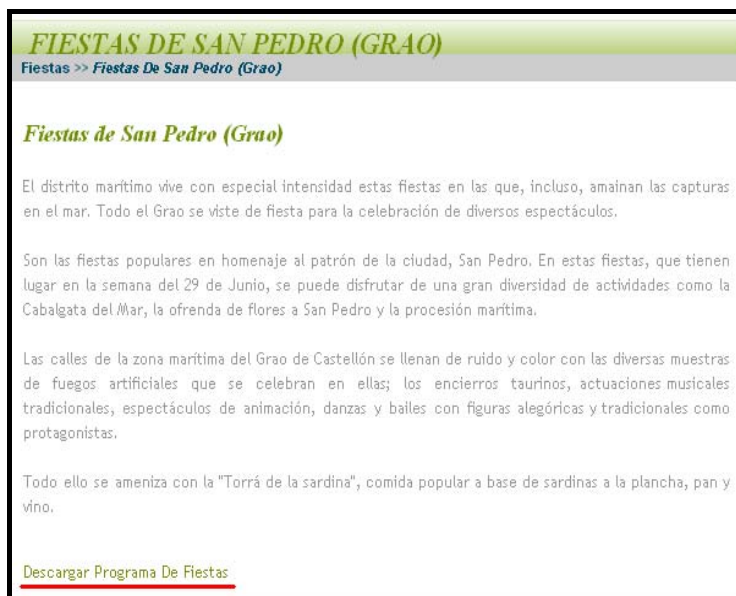 FIESTAS DE SAN PEDRO (GRAO)
Fiestas >> Fiestas De San Pedro (Grao)
Fiestas de San Pedro (Grao)
El distrito marítimo vive con especial intensidad estas fiestas en las que, incluso, amainan las capturas
en el mar. Todo el Grao se viste de fiesta para la celebración de diversos espectáculos.
Son las fiestas populares en homenaje al patrón de la ciudad, San Pedro. En estas fiestas, que tienen
lugar en la semana del 29 de Junio, se puede disfrutar de una gran diversidad de actividades como la
Cabalgata del Mar, la ofrenda de flores a San Pedro y la procesión marítima.
Las calles de la zona marítima del Grao de Castellón se llenan de ruido y color con las diversas muestras
de fuegos artificiales que se celebran en ellas; los encierros taurinos, actuaciones musicales
tradicionales, espectáculos de animación, danzas y bailes con figuras alegóricas y tradicionales como
protagonistas.
Todo ello se ameniza con la "Torrá de la sardina", comida popular a base de sardinas a la plancha, pan y
vino.
Descargar Programa De Fiestas